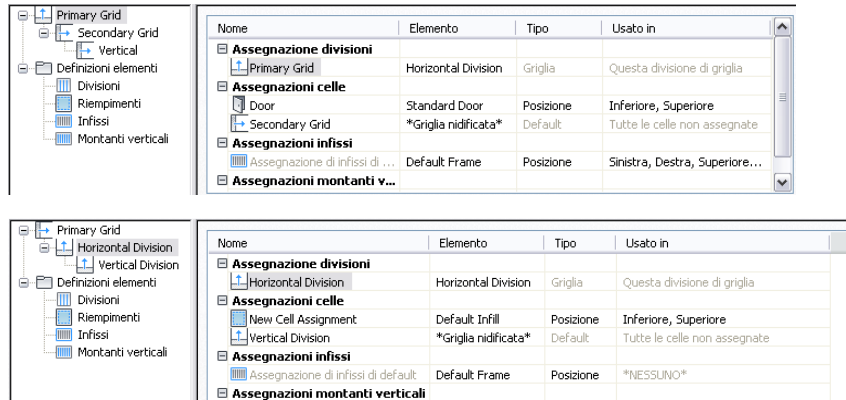 Primary Grid
Secondary Grid
Vertical
Definizioni elementi
Divisioni
Riempimenti
Infissi
Montanti verticali
Nome Elemento Tipo Usato in
Assegnazione divisioni
Primary Grid Horizontal Division Griglia Questa divisione di griglia
Assegnazioni celle
Door Standard Door Posizione Inferiore, Superiore
Secondary Grid *Griglia nidificata* Default Tutte le celle non assegnate
Assegnazioni infissi
Assegnazione di infissi di ... Default Frame Posizione Sinistra, Destra, Superiore...
Assegnazioni montanti v...
Primary Grid
Horizontal Division
Vertical Division
Definizioni elementi
Divisioni
Riempimenti
Infissi
Montanti verticali
Nome Elemento Tipo Usato in
Assegnazione divisioni
Horizontal Division Horizontal Division Griglia Questa divisione di griglia
Assegnazioni celle
New Cell Assignment Default Infill Posizione Inferiore, Superiore
Vertical Division *Griglia nidificata* Default Tutte le celle non assegnate
Assegnazioni infissi
Assegnazione di infissi di default Default Frame Posizione *NESSUNO*
Assegnazioni montanti verticali